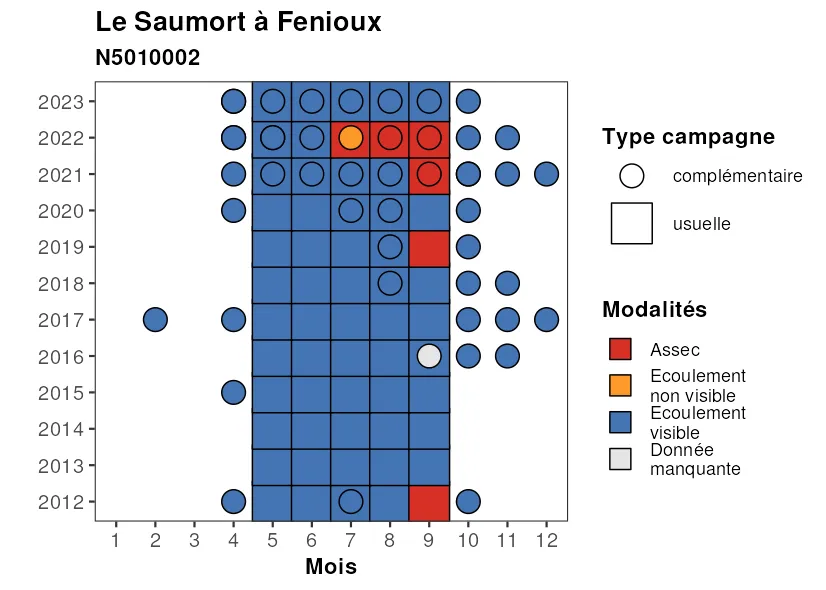 Le Saumort à Fenioux
N5010002
2023
2022
2021
2020
2019
2018
2017
2016
2015
2014
2013
2012
1 2 3 4 5 6 7 8 9 10 11 12
Mois
Type campagne
complémentaire
usuelle
Modalités
Assec
Ecoulement
non visible
Ecoulement
visible
Donnée
manquante